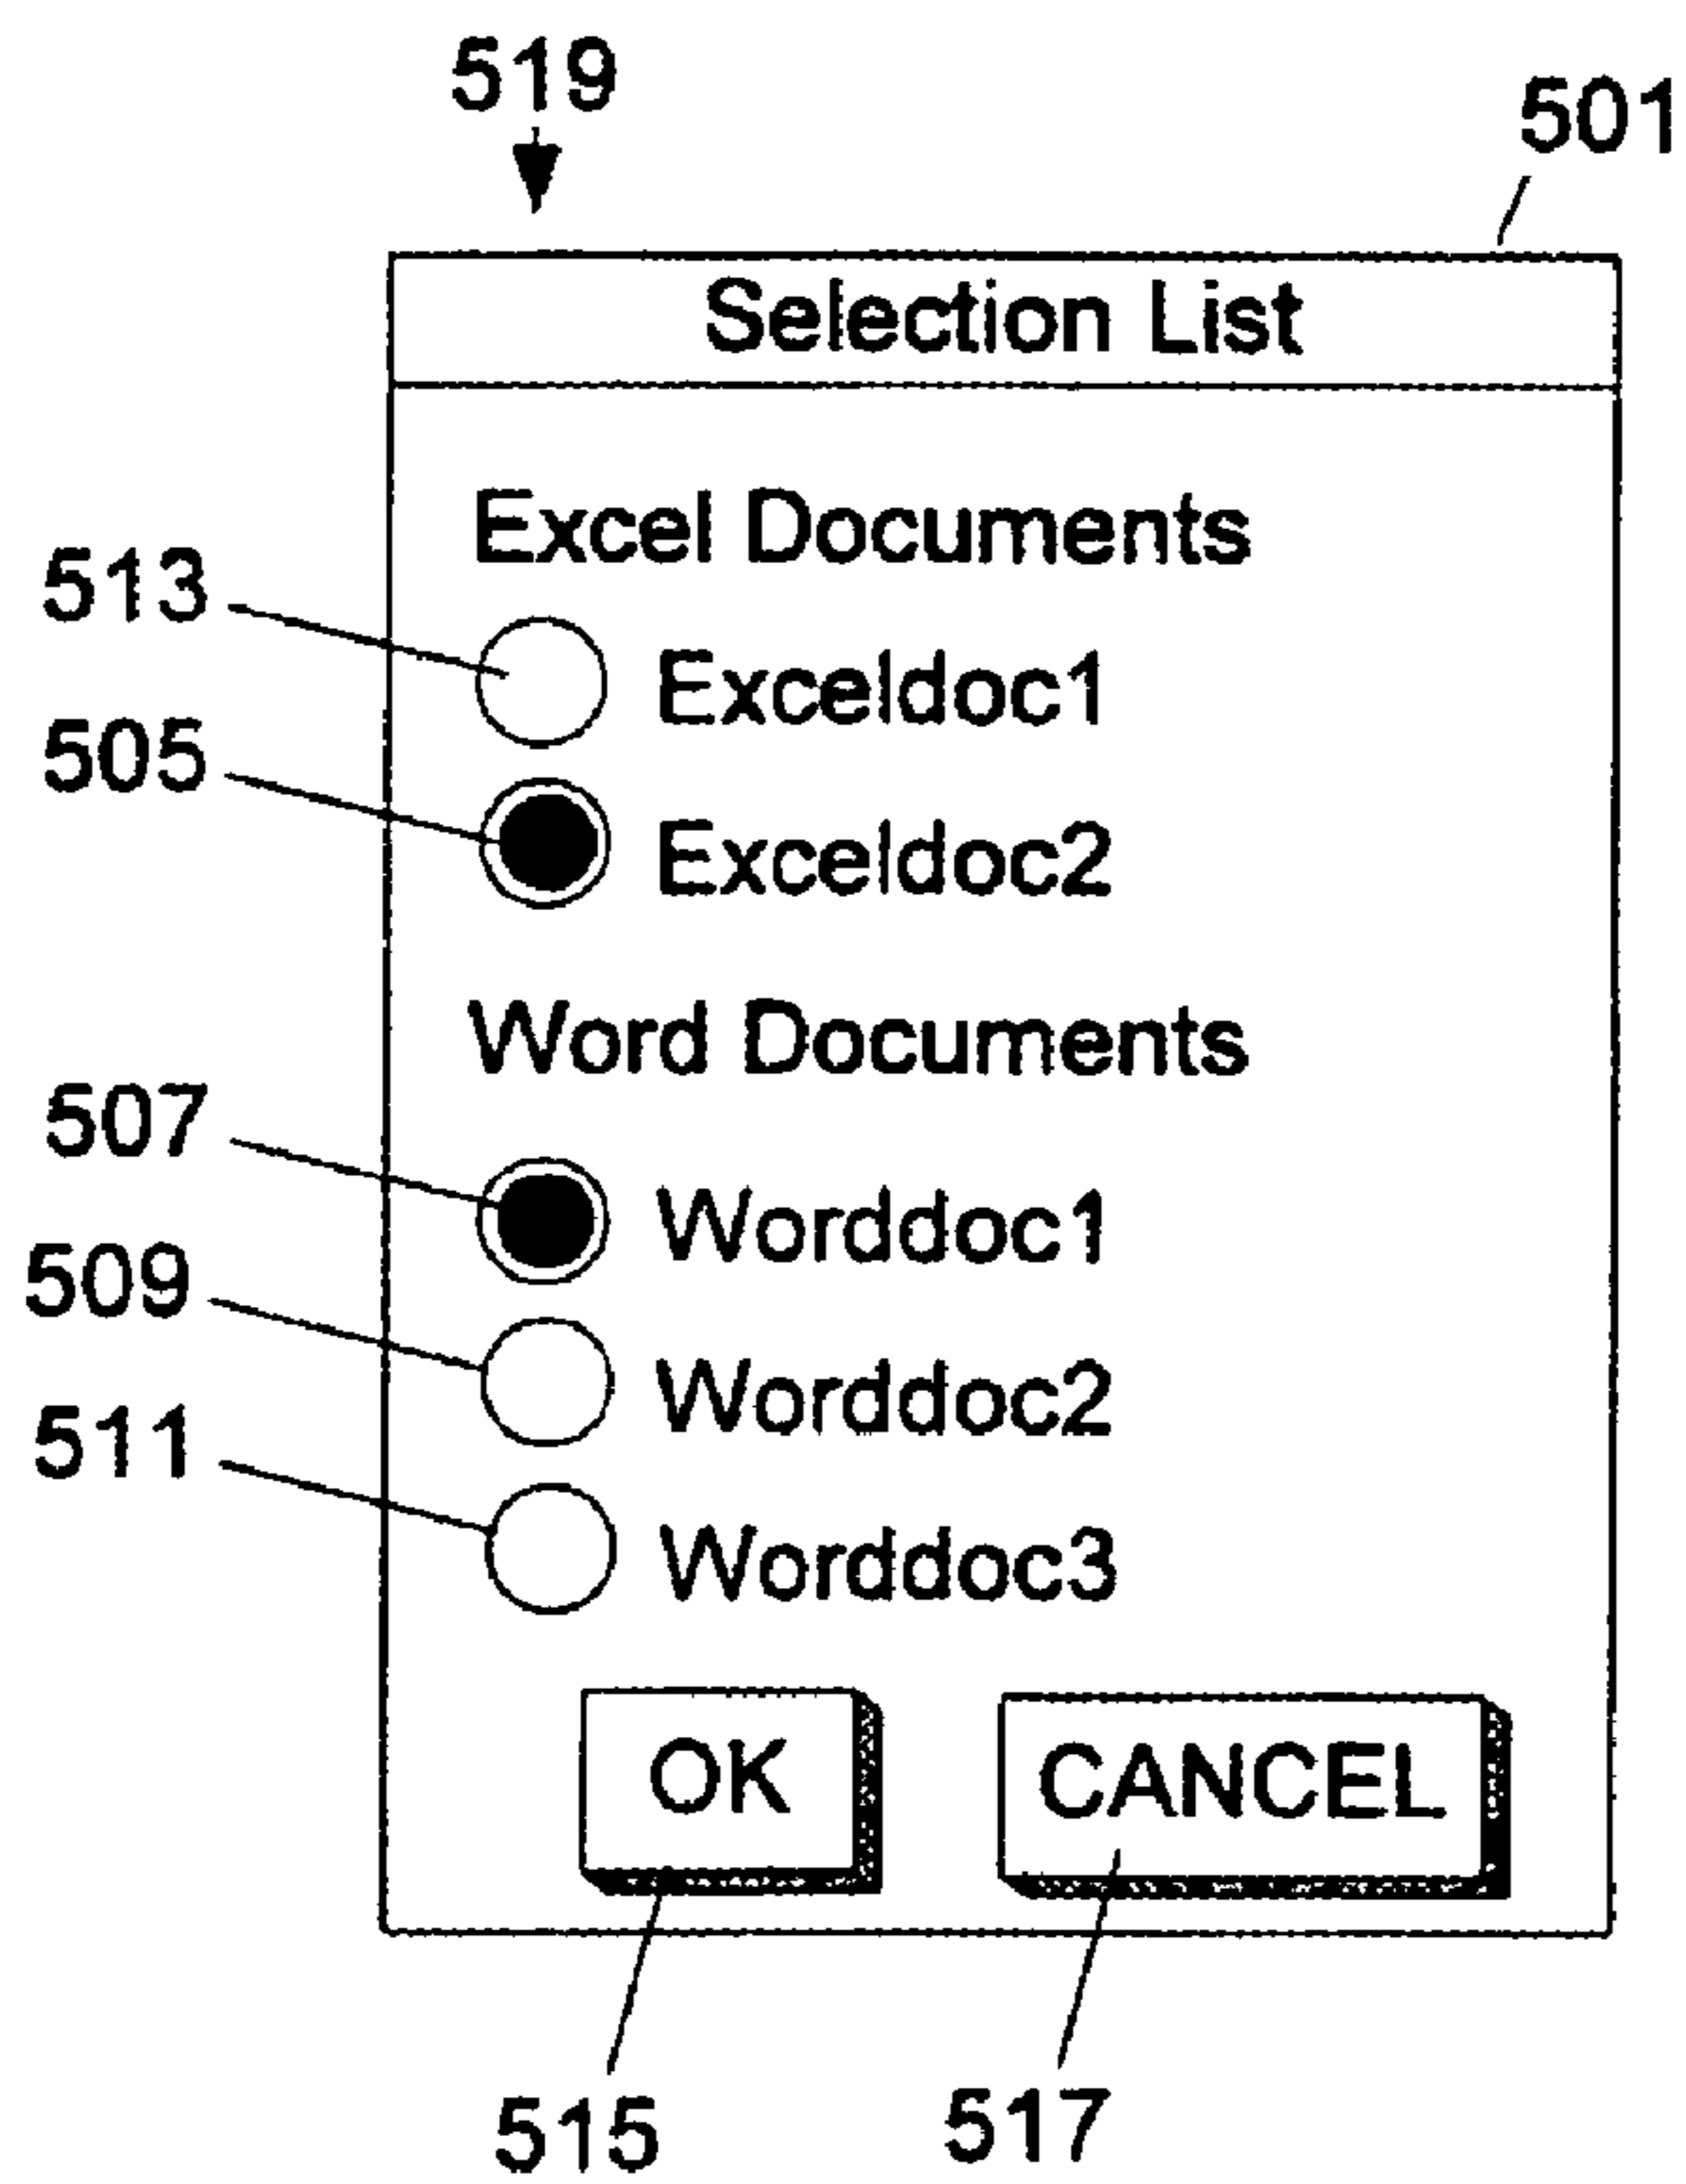 519
501
Selection List
Excel Documents
513
Exceldoc1
505
Exceldoc2
Word Documents
507
Worddoc1
509
Worddoc2
511
Worddoc3
OK CANCEL
515 517